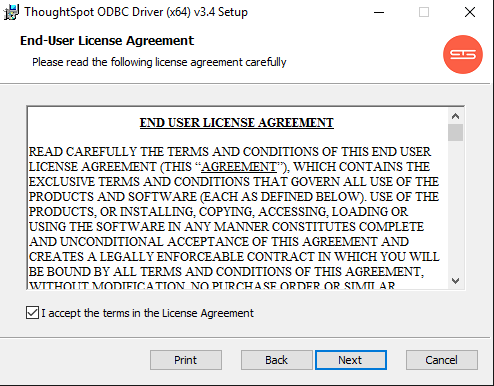 ThoughtSpot ODBC Driver (x64) v3.4 Setup
End-User License Agreement
Please read the following license agreement carefully
END USER LICENSE AGREEMENT
READ CAREFULLY THE TERMS AND CONDITIONS OF THIS END USER
LICENSE AGREEMENT (THIS “AGREEMENT”), WHICH CONTAINS THE
EXCLUSIVE TERMS AND CONDITIONS THAT GOVERN ALL USE OF THE
PRODUCTS AND SOFTWARE (EACH AS DEFINED BELOW). USE OF THE
PRODUCTS, OR INSTALLING, COPYING, ACCESSING, LOADING OR
USING THE SOFTWARE IN ANY MANNER CONSTITUTES COMPLETE
AND UNCONDITIONAL ACCEPTANCE OF THIS AGREEMENT AND
CREATES A LEGALLY ENFORCEABLE CONTRACT IN WHICH YOU WILL
BE BOUND BY ALL TERMS AND CONDITIONS OF THIS AGREEMENT,
WITHOUT MODIFICATION. NO PURCHASE ORDER OR SIMILAR
I accept the terms in the License Agreement
Print
Back
Next
Cancel